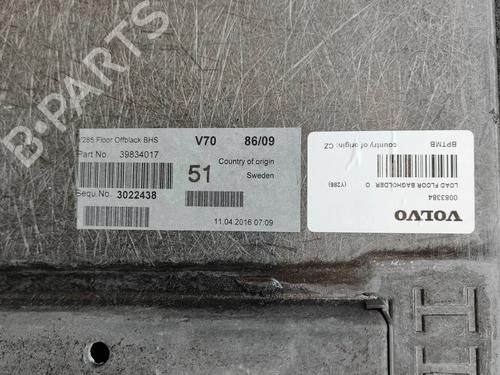 Y285 Floor Offblack BHS V70 86/09
Part No. 39834017
51
Country of origin
Sweden
Sequ.No. 3022438
11.04.2016 07:09
VOLVO
0083384
LOAD FLOOR BAGHOLDER O
(Y286)
country of origin: CZ
BPTMB
B-PARTS